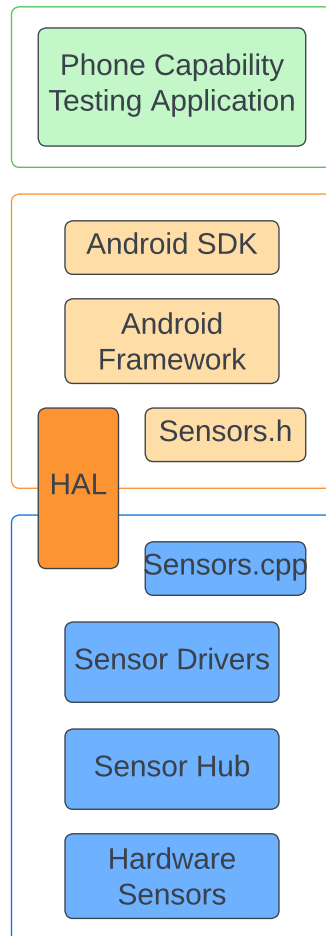 Phone Capability
Testing Application
Android SDK
Android
Framework
Sensors.h
HAL
Sensors.cpp
Sensor Drivers
Sensor Hub
Hardware
Sensors